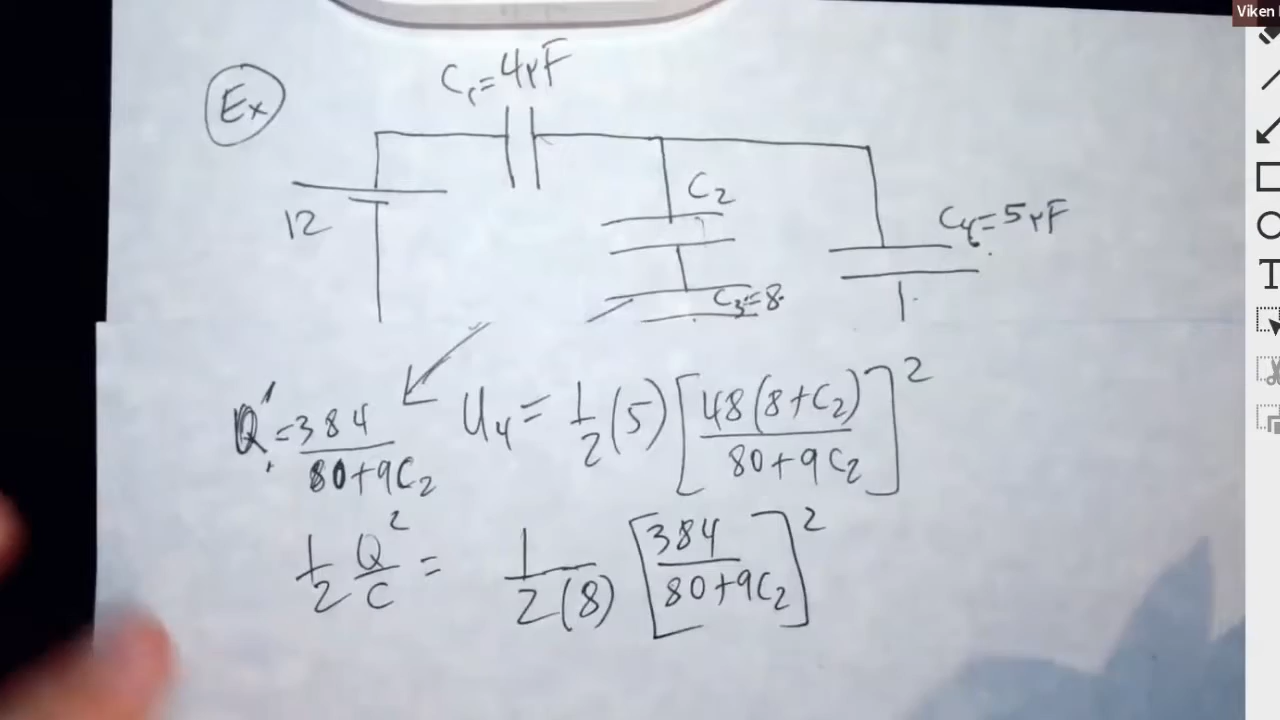 Viken
Ex
C₁=4μF
12
C₂
C₄=5μF
C₃=8
Q'=384/(80+9C₂)
U₄=1/2(5)[48(8+C₂)/(80+9C₂)]²
1/2 Q²/C = 1/(2(8)) [384/(80+9C₂)]²
T